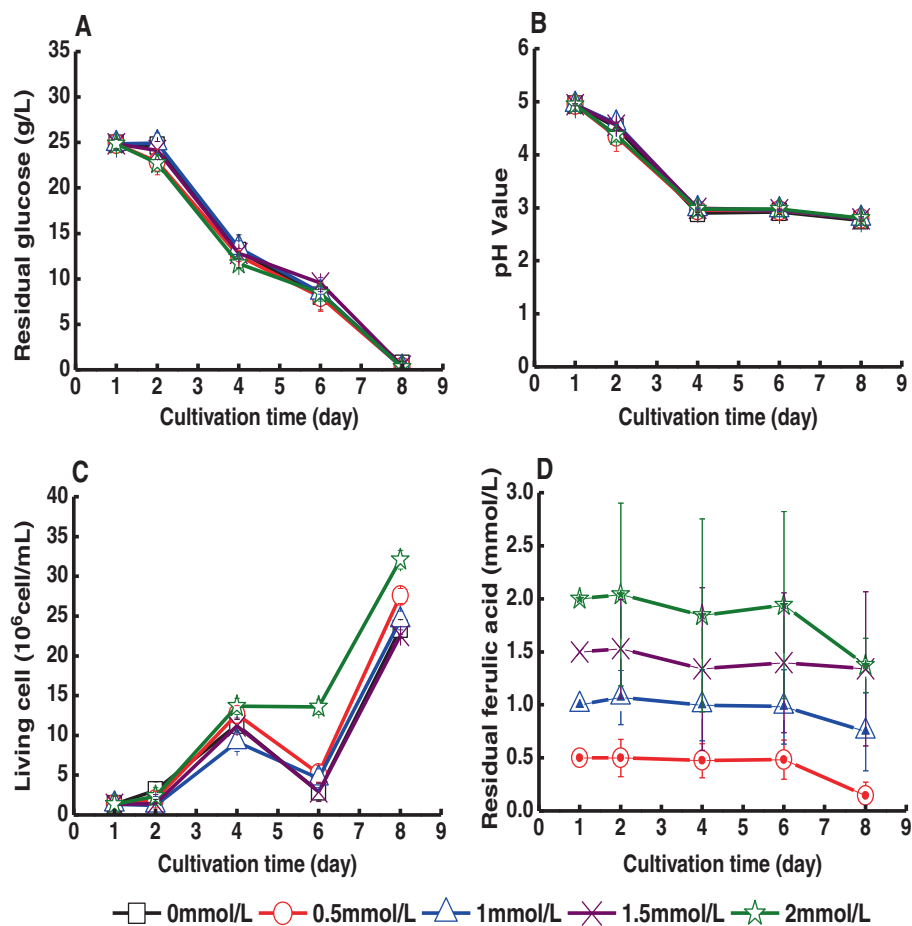 A
B
35
30
25
20
15
10
5
0
Residual glucose (g/L)
0 1 2 3 4 5 6 7 8 9
Cultivation time (day)
6
5
4
3
2
1
0
pH Value
0 1 2 3 4 5 6 7 8 9
Cultivation time (day)
C
D
40
35
30
25
20
15
10
5
0
Living cell (10⁶cell/mL)
0 1 2 3 4 5 6 7 8 9
Cultivation time (day)
3.0
2.5
2.0
1.5
1.0
0.5
0.0
Residual ferulic acid (mmol/L)
0 1 2 3 4 5 6 7 8 9
Cultivation time (day)
0mmol/L 0.5mmol/L 1mmol/L 1.5mmol/L 2mmol/L